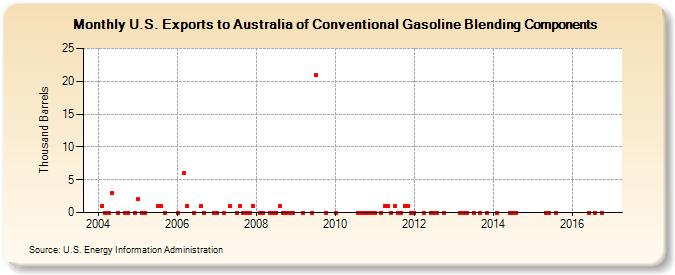 Monthly U.S. Exports to Australia of Conventional Gasoline Blending Components
Thousand Barrels
25
20
15
10
5
0
2004 2006 2008 2010 2012 2014 2016
Source: U.S. Energy Information Administration